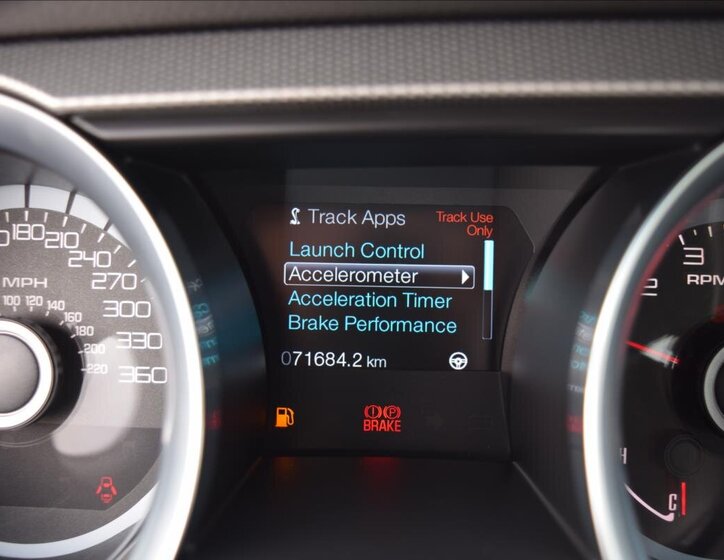 Track Apps
Track Use
Only
Launch Control
Accelerometer
Acceleration Timer
Brake Performance
071684.2 km
BRAKE
180
210
240
270
300
330
360
MPH
100 120 140
160
180
200
220
3
2
RPM
H
C